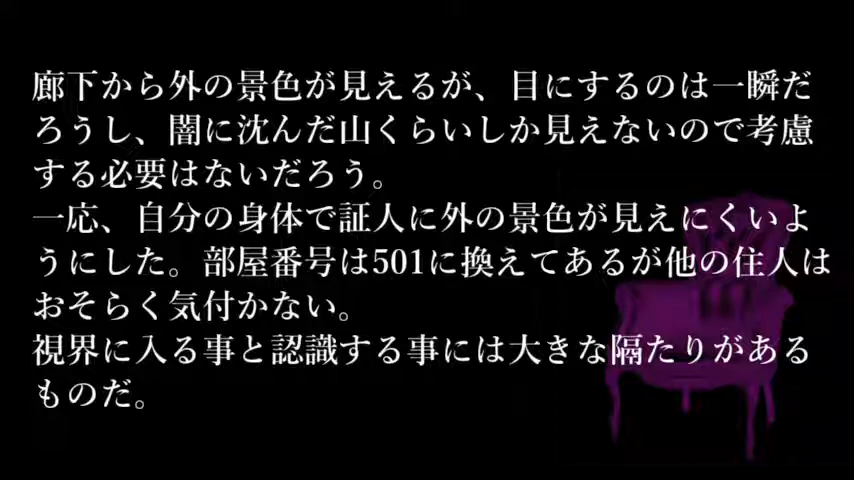 廊下から外の景色が見えるが、目にするのは一瞬だ
ろうし、闇に沈んだ山くらいしか見えないので考慮
する必要はないだろう。
一応、自分の身体で証人に外の景色が見えにくいよ
うにした。部屋番号は501に換えてあるが他の住人は
おそらく気付かない。
視界に入る事と認識する事には大きな隔たりがある
ものだ。